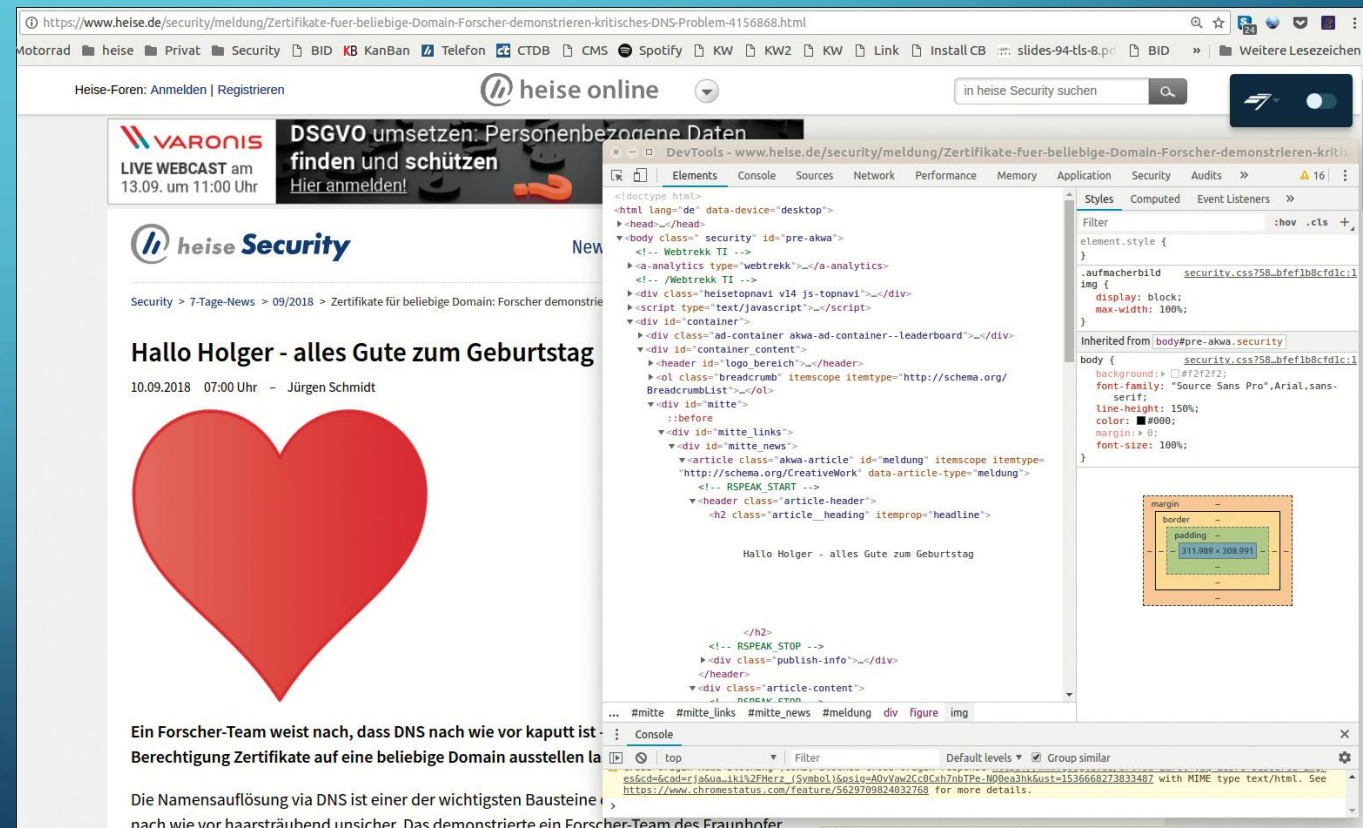 https://www.heise.de/security/meldung/Zertifikate-fuer-beliebige-Domain-Forscher-demonstrieren-kritisches-DNS-Problem-4156868.html
24
Motorrad heise Privat Security BID KB KanBan Telefon CTDB CMS Spotify KW KW2 KW Link Install CB slides-94-tls-8.pd BID » Weitere Lesezeichen
Heise-Foren: Anmelden | Registrieren
heise online
in heise Security suchen
VARONIS
LIVE WEBCAST am
13.09. um 11:00 Uhr
DSGVO umsetzen: Personenbezogene Daten
finden und schützen
Hier anmelden!
heise Security
New
Security > 7-Tage-News > 09/2018 > Zertifikate für beliebige Domain: Forscher demonstrie
Hallo Holger - alles Gute zum Geburtstag
10.09.2018 07:00 Uhr – Jürgen Schmidt
Ein Forscher-Team weist nach, dass DNS nach wie vor kaputt ist -
Berechtigung Zertifikate auf eine beliebige Domain ausstellen la
Die Namensauflösung via DNS ist einer der wichtigsten Bausteine
nach wie vor haarsträubend unsicher. Das demonstrierte ein Forscher-Team des Fraunhofer
DevTools - www.heise.de/security/meldung/Zertifikate-fuer-beliebige-Domain-Forscher-demonstrieren-kritis
Elements Console Sources Network Performance Memory Application Security Audits » 16
<!doctype html>
<html lang="de" data-device="desktop">
<head>…</head>
<body class=" security" id="pre-akwa">
<!-- Webtrekk TI -->
<a-analytics type="webtrekk">…</a-analytics>
<!-- /Webtrekk TI -->
<div class="heisetopnavi v14 js-topnavi">…</div>
<script type="text/javascript">…</script>
<div id="container">
<div class="ad-container akwa-ad-container--leaderboard">…</div>
<div id="container_content">
<header id="logo_bereich">…</header>
<ol class="breadcrumb" itemscope itemtype="http://schema.org/
BreadcrumbList">…</ol>
<div id="mitte">
::before
<div id="mitte_links">
<div id="mitte_news">
<article class="akwa-article" id="meldung" itemscope itemtype=
"http://schema.org/CreativeWork" data-article-type="meldung">
<!-- RSPEAK_START -->
<header class="article-header">
<h2 class="article__heading" itemprop="headline">
Hallo Holger - alles Gute zum Geburtstag
</h2>
<!-- RSPEAK_STOP -->
<div class="publish-info">…</div>
</header>
<div class="article-content">
<!-- RSPEAK_STOP -->
... #mitte #mitte_links #mitte_news #meldung div figure img
Styles Computed Event Listeners »
Filter :hov .cls +
element.style {
}
.aufmacherbild security.css?58…bfef1b8cfd1c:1
img {
display: block;
max-width: 100%;
}
Inherited from body#pre-akwa.security
body { security.css?58…bfef1b8cfd1c:1
background: #f2f2f2;
font-family: "Source Sans Pro",Arial,sans-
serif;
line-height: 150%;
color: #000;
margin: 0;
font-size: 100%;
}
margin –
border –
padding –
– – – 311.989 × 308.991 – – –
–
–
–
Console
top Filter Default levels Group similar
es&cd=&cad=rja&ua…iki%2FHerz_(Symbol)&psig=AOvVaw2Cc0Cxh7nbTPe-NQ0ea3hk&ust=1536668273833487 with MIME type text/html. See
https://www.chromestatus.com/feature/5629709824032768 for more details.
>